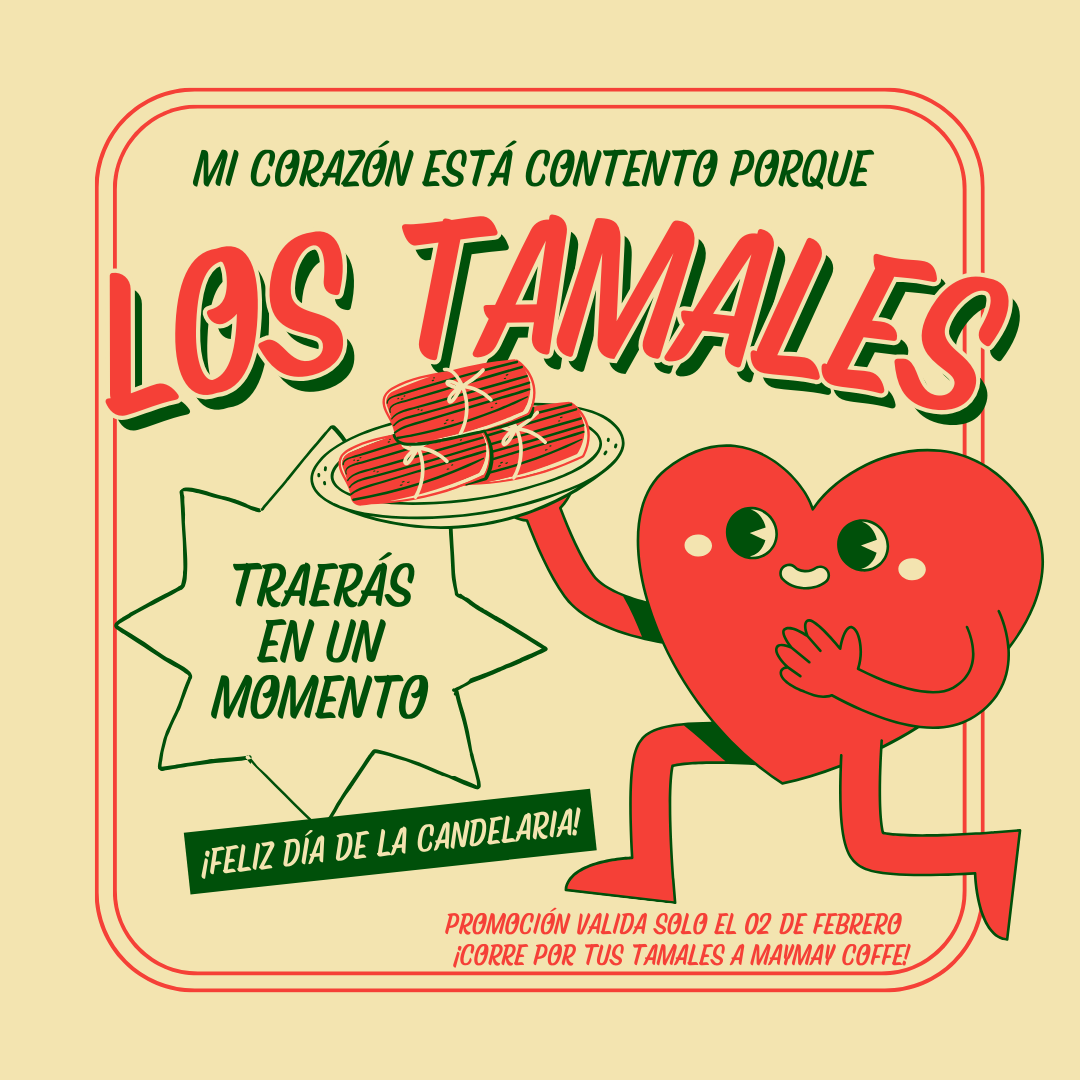 MI CORAZÓN ESTÁ CONTENTO PORQUE
LOS TAMALES
TRAERÁS
EN UN
MOMENTO
¡FELIZ DÍA DE LA CANDELARIA!
PROMOCIÓN VALIDA SOLO EL 02 DE FEBRERO
¡CORRE POR TUS TAMALES A MAYMAY COFFE!